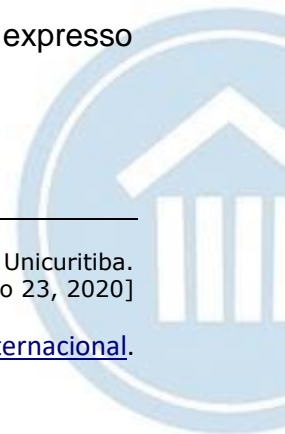 expresso
Unicuritiba.
o 23, 2020]
ternacional.